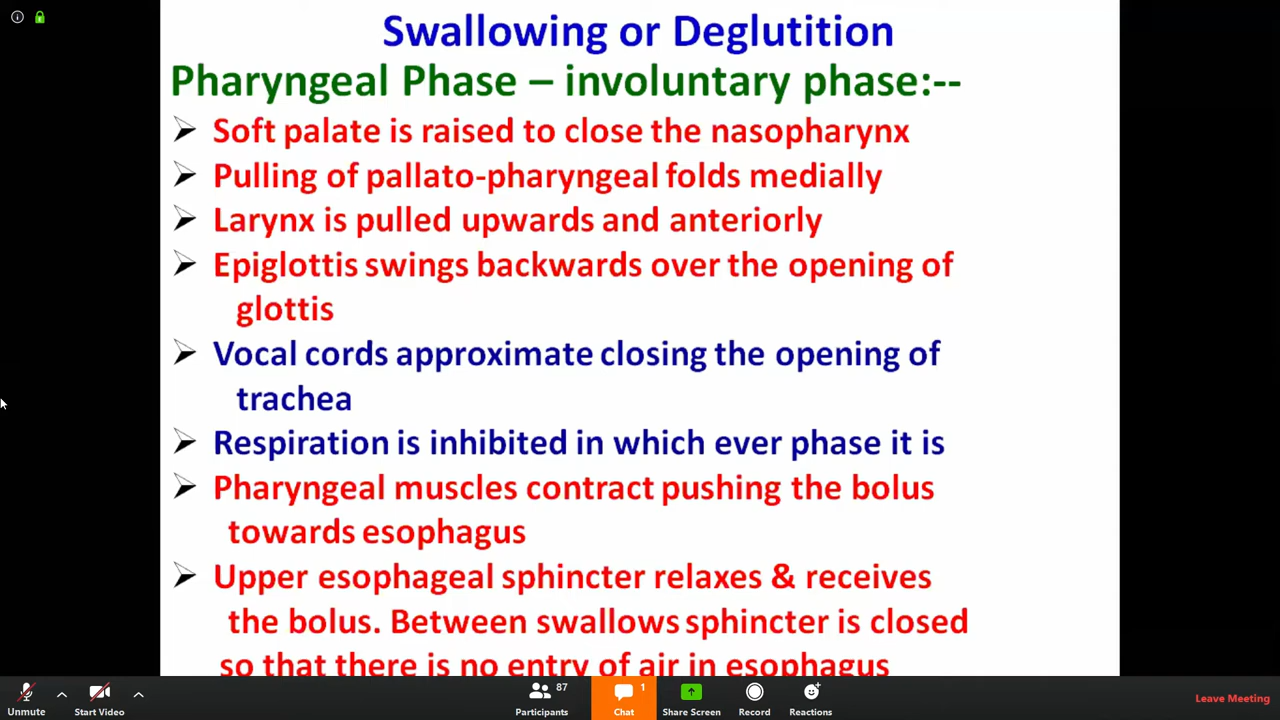 Swallowing or Deglutition
Pharyngeal Phase – involuntary phase:--
➢ Soft palate is raised to close the nasopharynx
➢ Pulling of pallato-pharyngeal folds medially
➢ Larynx is pulled upwards and anteriorly
➢ Epiglottis swings backwards over the opening of
glottis
➢ Vocal cords approximate closing the opening of
trachea
➢ Respiration is inhibited in which ever phase it is
➢ Pharyngeal muscles contract pushing the bolus
towards esophagus
➢ Upper esophageal sphincter relaxes & receives
the bolus. Between swallows sphincter is closed
so that there is no entry of air in esophagus
87
1
Unmute
Start Video
Participants
Chat
Share Screen
Record
Reactions
Leave Meeting